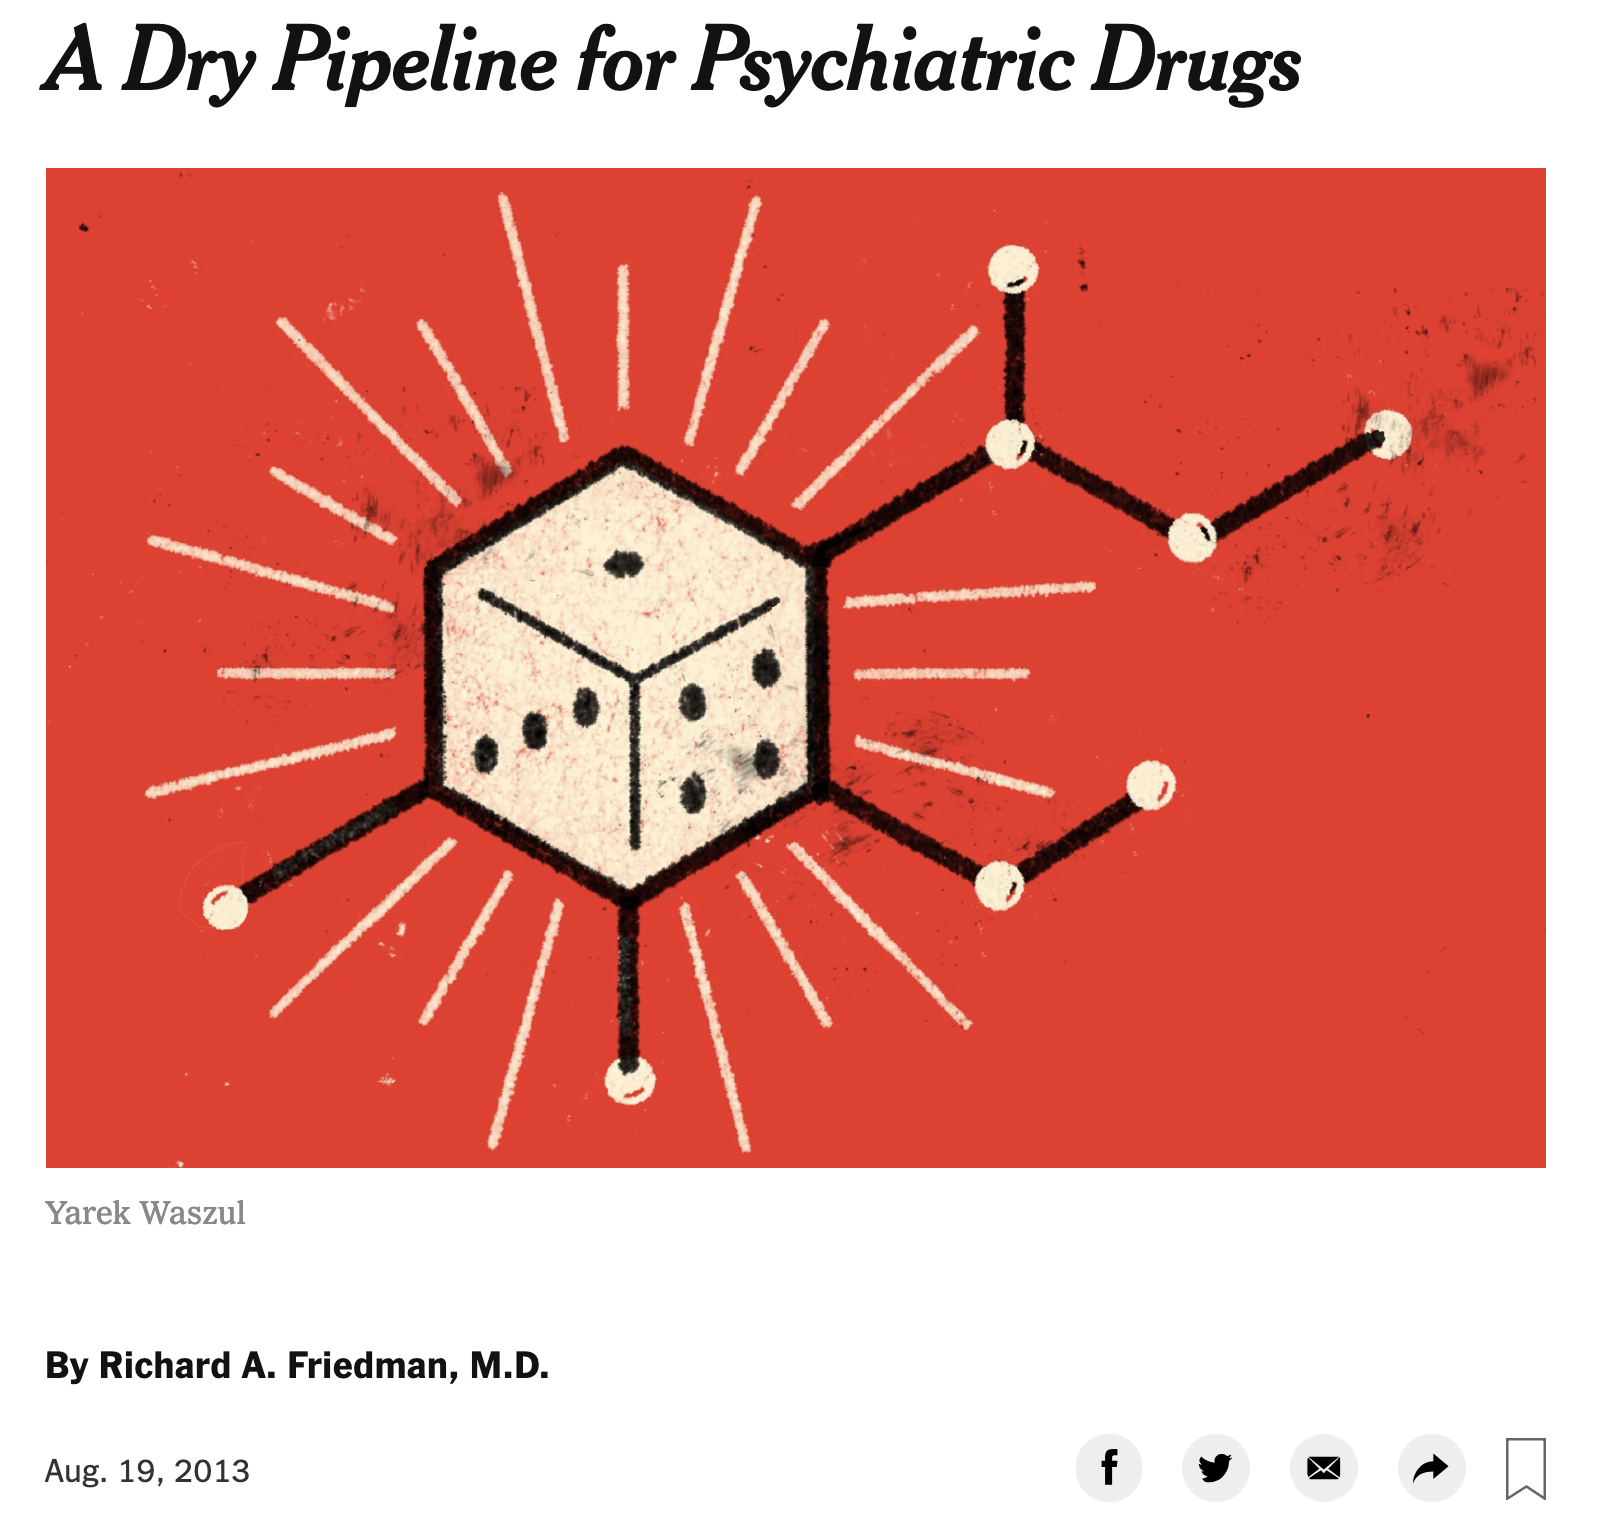 A Dry Pipeline for Psychiatric Drugs
Yarek Waszul
By Richard A. Friedman, M.D.
Aug. 19, 2013